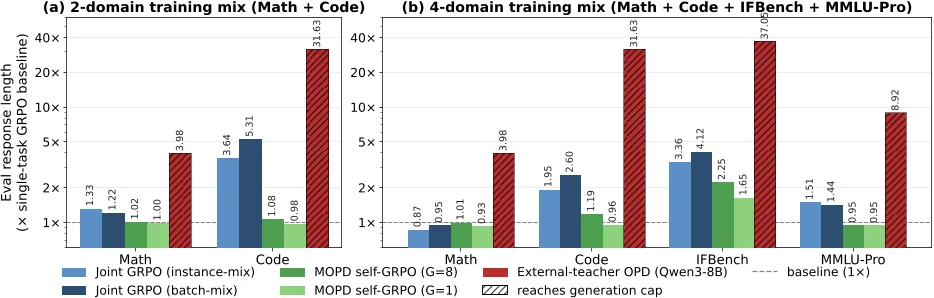 (a) 2-domain training mix (Math + Code)
(b) 4-domain training mix (Math + Code + IFBench + MMLU-Pro)
Eval response length
(× single-task GRPO baseline)
40×
20×
10×
5×
2×
1×
1.33
1.22
1.02
1.00
3.98
3.64
5.31
1.08
0.98
31.63
Math
Code
40×
20×
10×
5×
2×
1×
0.87
0.95
1.01
0.93
3.98
1.95
2.60
1.19
0.96
31.63
3.36
4.12
2.25
1.65
37.05
1.51
1.44
0.95
0.95
8.92
Math
Code
IFBench
MMLU-Pro
Joint GRPO (instance-mix)
MOPD self-GRPO (G=8)
External-teacher OPD (Qwen3-8B)
baseline (1×)
Joint GRPO (batch-mix)
MOPD self-GRPO (G=1)
reaches generation cap